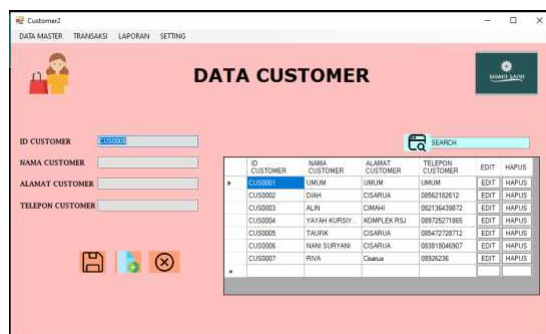 Customer2
DATA MASTER TRANSAKSI LAPORAN SETTING
DATA CUSTOMER
ID CUSTOMER CUS0008
SEARCH
NAMA CUSTOMER
ALAMAT CUSTOMER
TELEPON CUSTOMER
ID CUSTOMER NAMA CUSTOMER ALAMAT CUSTOMER TELEPON CUSTOMER EDIT HAPUS
CUS0001 UMUM UMUM UMUM EDIT HAPUS
CUS0002 DIAH CISARUA 08562182612 EDIT HAPUS
CUS0003 ALIN CIMAHI 082136439872 EDIT HAPUS
CUS0004 YAYAH KURSIY... KOMPLEK RSJ 089725271865 EDIT HAPUS
CUS0005 TAUFIK CISARUA 085472728712 EDIT HAPUS
CUS0006 NANI SURYANI CISARUA 083818046907 EDIT HAPUS
CUS0007 RIVA Cisarua 08926236 EDIT HAPUS